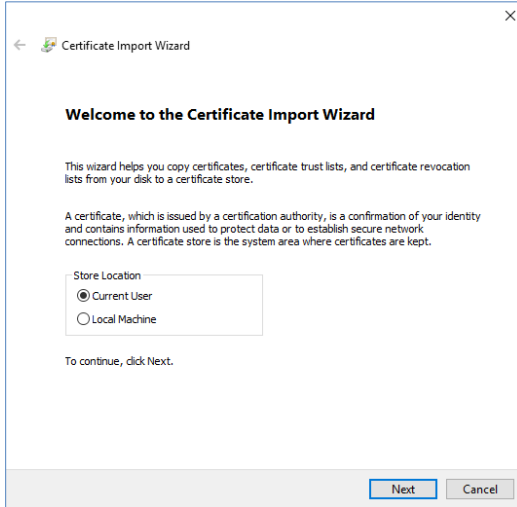 Certificate Import Wizard
Welcome to the Certificate Import Wizard
This wizard helps you copy certificates, certificate trust lists, and certificate revocation
lists from your disk to a certificate store.
A certificate, which is issued by a certification authority, is a confirmation of your identity
and contains information used to protect data or to establish secure network
connections. A certificate store is the system area where certificates are kept.
Store Location
Current User
Local Machine
To continue, click Next.
Next Cancel